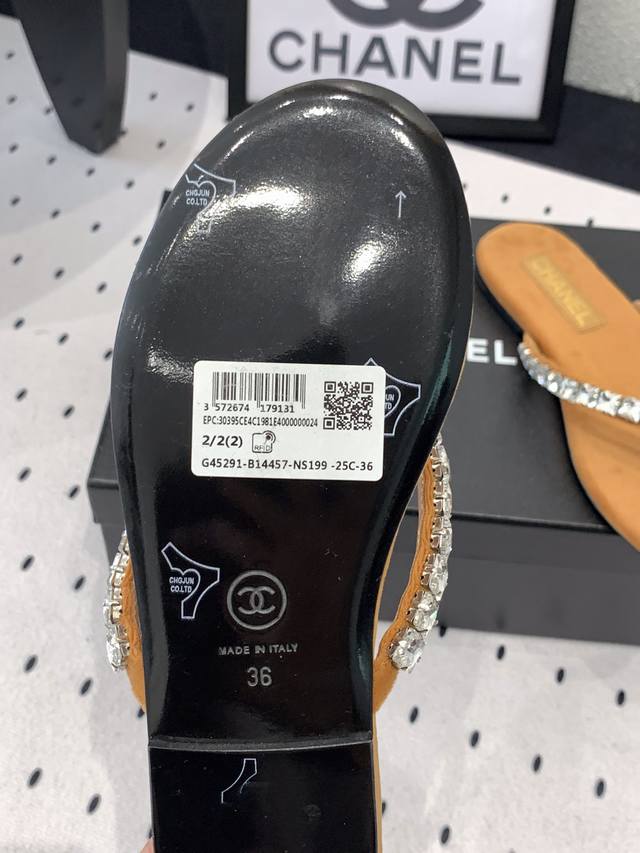 CHANEL
CHGJUN
CO.LTD
CHANEL
EL
3 572674 179131
EPC:30395CE4C1981E4000000024
2/2(2)
RFID
G45291-B14457-NS199 -25C-36
CO.LTD
CHGJUN
CO.LTD
MADE IN ITALY
36